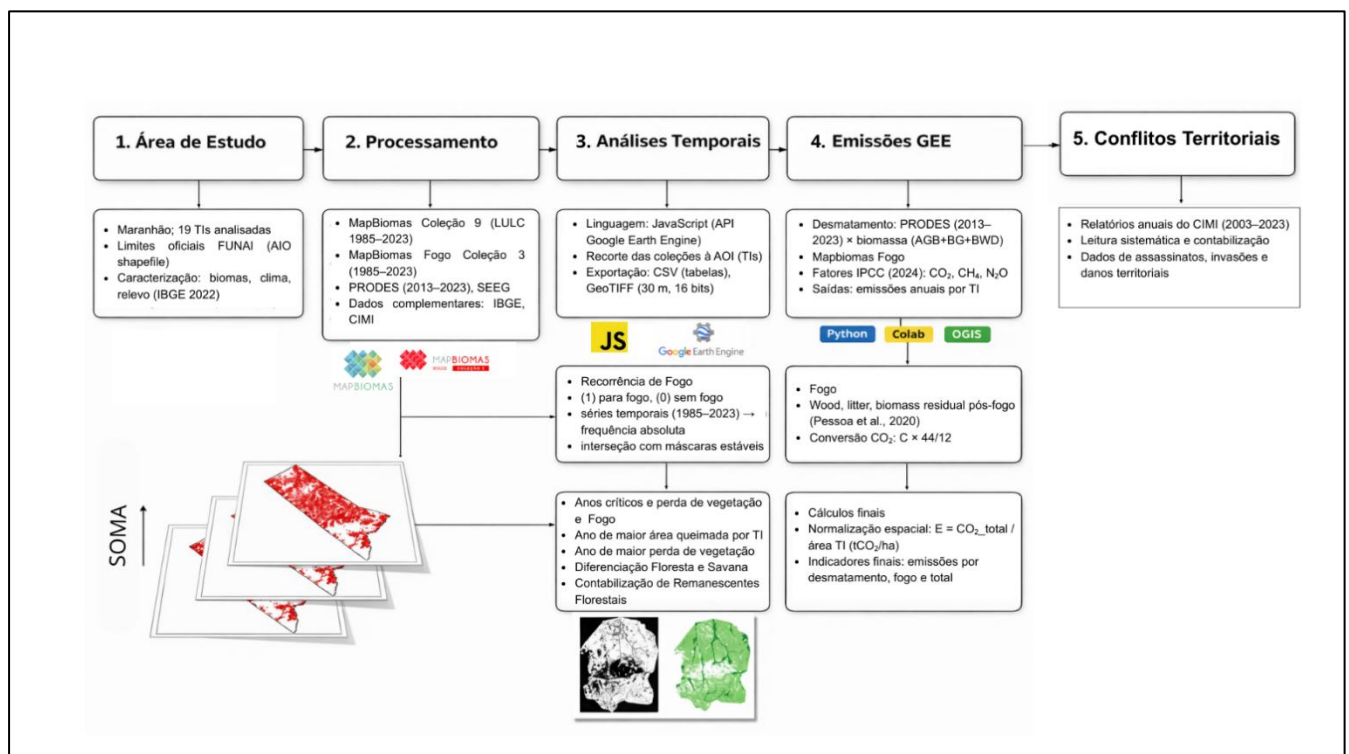 1. Área de Estudo
2. Processamento
3. Análises Temporais
4. Emissões GEE
5. Conflitos Territoriais
• Maranhão; 19 TIs analisadas
• Limites oficiais FUNAI (AIO
shapefile)
• Caracterização: biomas, clima,
relevo (IBGE 2022)
• MapBiomas Coleção 9 (LULC
1985–2023)
• MapBiomas Fogo Coleção 3
(1985–2023)
• PRODES (2013–2023), SEEG
• Dados complementares: IBGE,
CIMI
MAPBIOMAS
MAPBIOMAS
• Linguagem: JavaScript (API
Google Earth Engine)
• Recorte das coleções à AOI (TIs)
• Exportação: CSV (tabelas),
GeoTIFF (30 m, 16 bits)
JS
Google Earth Engine
• Recorrência de Fogo
• (1) para fogo, (0) sem fogo
• séries temporais (1985–2023) →
frequência absoluta
• interseção com máscaras estáveis
• Anos críticos e perda de vegetação
e Fogo
• Ano de maior área queimada por TI
• Ano de maior perda de vegetação
• Diferenciação Floresta e Savana
• Contabilização de Remanescentes
Florestais
• Desmatamento: PRODES (2013–
2023) × biomassa (AGB+BG+BWD)
• Mapbiomas Fogo
• Fatores IPCC (2024): CO₂, CH₄, N₂O
• Saídas: emissões anuais por TI
Python
Colab
OGIS
• Fogo
• Wood, litter, biomass residual pós-fogo
(Pessoa et al., 2020)
• Conversão CO₂: C × 44/12
• Cálculos finais
• Normalização espacial: E = CO₂_total /
área TI (tCO₂/ha)
• Indicadores finais: emissões por
desmatamento, fogo e total
• Relatórios anuais do CIMI (2003–2023)
• Leitura sistemática e contabilização
• Dados de assassinatos, invasões e
danos territoriais
SOMA